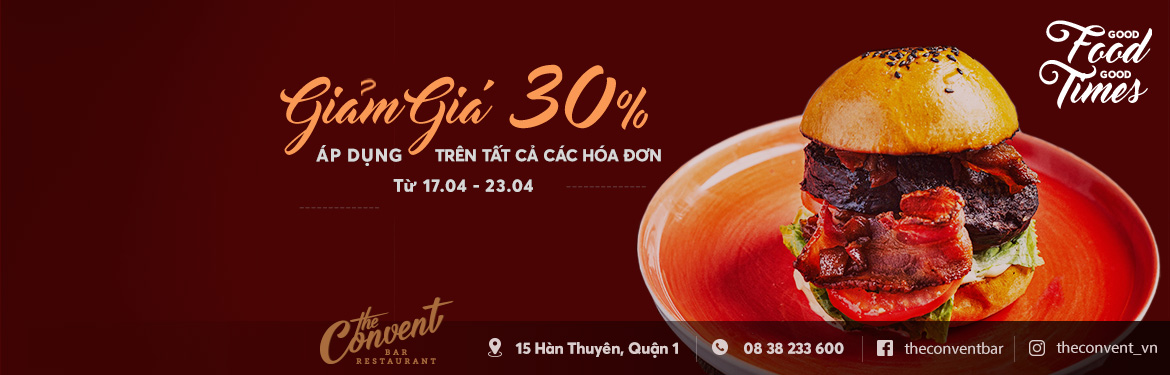 Giảm Giá 30%
ÁP DỤNG TRÊN TẤT CẢ CÁC HÓA ĐƠN
Từ 17.04 - 23.04
GOOD
Food
GOOD
Times
the
Convent
BAR
RESTAURANT
15 Hàn Thuyên, Quận 1
08 38 233 600
theconventbar
theconvent_vn